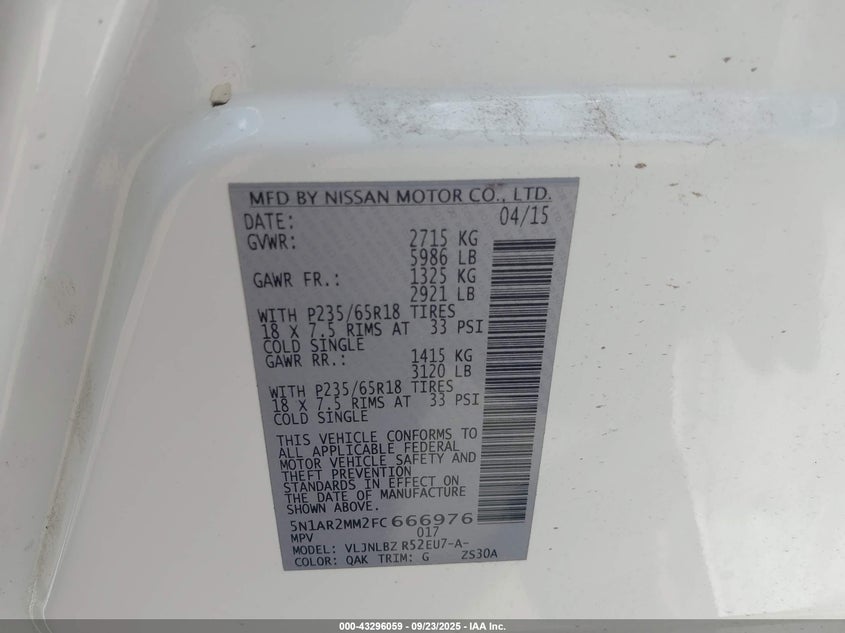 MFD BY NISSAN MOTOR CO., LTD.
DATE: 04/15
GVWR: 2715 KG
5986 LB
GAWR FR.: 1325 KG
2921 LB
WITH P235/65R18 TIRES
18 X 7.5 RIMS AT 33 PSI
COLD SINGLE
GAWR RR.: 1415 KG
3120 LB
WITH P235/65R18 TIRES
18 X 7.5 RIMS AT 33 PSI
COLD SINGLE
THIS VEHICLE CONFORMS TO
ALL APPLICABLE FEDERAL
MOTOR VEHICLE SAFETY AND
THEFT PREVENTION
STANDARDS IN EFFECT ON
THE DATE OF MANUFACTURE
SHOWN ABOVE.
5N1AR2MM2FC666976
MPV 017
MODEL: VLJNLBZ R52EU7-A-
COLOR: QAK TRIM: G ZS30A
000-43296059 - 09/23/2025 - IAA Inc.